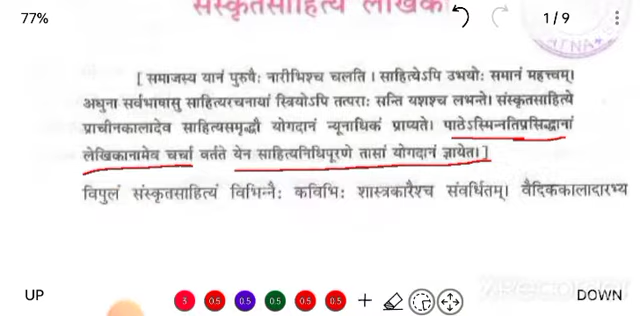 77%
1/9
संस्कृतसाहित्ये लेखिकाः
[ समाजस्य यानं पुरुषैः नारीभिश्च चलति । साहित्येऽपि उभयोः समानं महत्त्वम्।
अधुना सर्वभाषासु साहित्यरचनायां स्त्रियोऽपि तत्पराः सन्ति यशश्च लभन्ते। संस्कृतसाहित्ये
प्राचीनकालादेव साहित्यसमृद्धौ योगदानं न्यूनाधिकं प्राप्यते। पाठेऽस्मिन्नतिप्रसिद्धानां
लेखिकानामेव चर्चा वर्तते येन साहित्यनिधिपूरणे तासां योगदानं ज्ञायेत। ]
विपुलं संस्कृतसाहित्यं विभिन्नैः कविभिः शास्त्रकारैश्च संवर्धितम्। वैदिककालादारभ्य
UP
3 0.5 0.5 0.5 0.5 0.5
DOWN